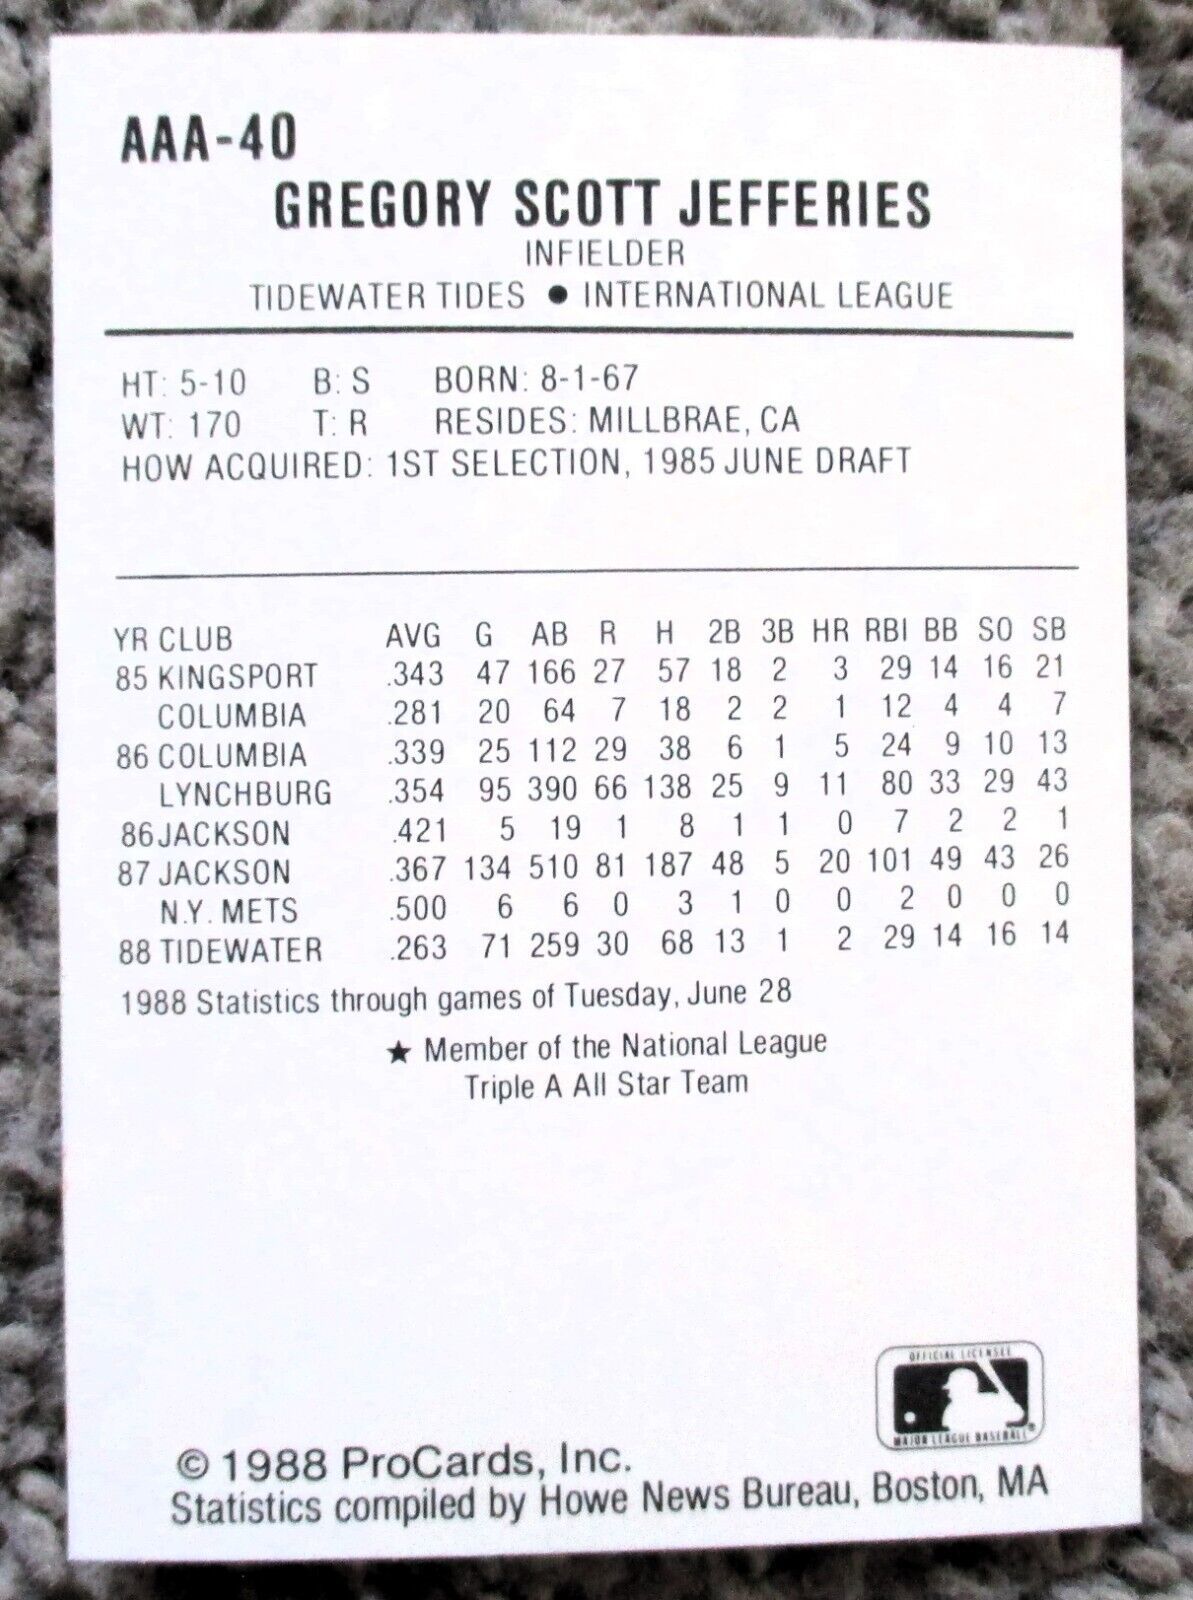 AAA-40
GREGORY SCOTT JEFFERIES
INFIELDER
TIDEWATER TIDES ● INTERNATIONAL LEAGUE
HT: 5-10 B: S BORN: 8-1-67
WT: 170 T: R RESIDES: MILLBRAE, CA
HOW ACQUIRED: 1ST SELECTION, 1985 JUNE DRAFT
YR CLUB AVG G AB R H 2B 3B HR RBI BB SO SB
85 KINGSPORT .343 47 166 27 57 18 2 3 29 14 16 21
COLUMBIA .281 20 64 7 18 2 2 1 12 4 4 7
86 COLUMBIA .339 25 112 29 38 6 1 5 24 9 10 13
LYNCHBURG .354 95 390 66 138 25 9 11 80 33 29 43
86 JACKSON .421 5 19 1 8 1 1 0 7 2 2 1
87 JACKSON .367 134 510 81 187 48 5 20 101 49 43 26
N.Y. METS .500 6 6 0 3 1 0 0 2 0 0 0
88 TIDEWATER .263 71 259 30 68 13 1 2 29 14 16 14
1988 Statistics through games of Tuesday, June 28
★ Member of the National League
Triple A All Star Team
OFFICIAL LICENSEE
MAJOR LEAGUE BASEBALL®
© 1988 ProCards, Inc.
Statistics compiled by Howe News Bureau, Boston, MA